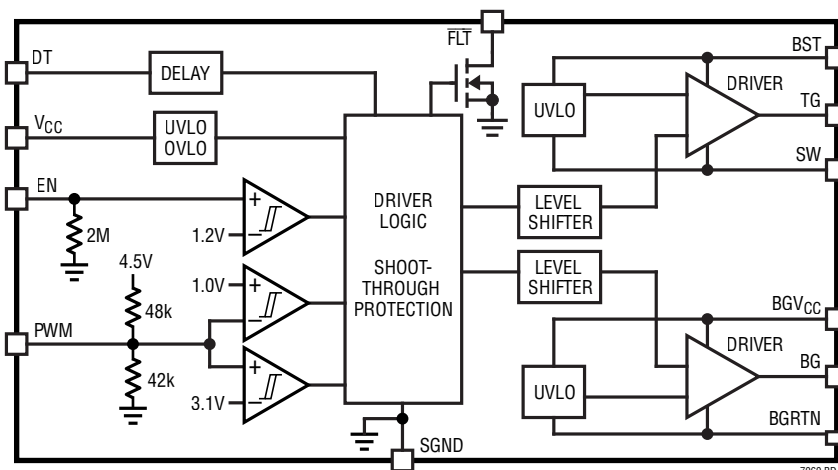 FLT
DT
DELAY
BST
DRIVER
TG
UVLO
SW
VCC
UVLO
OVLO
EN
2M
1.2V
DRIVER
LOGIC
SHOOT-
THROUGH
PROTECTION
LEVEL
SHIFTER
LEVEL
SHIFTER
4.5V
48k
1.0V
PWM
42k
3.1V
BGVCC
DRIVER
BG
UVLO
BGRTN
SGND